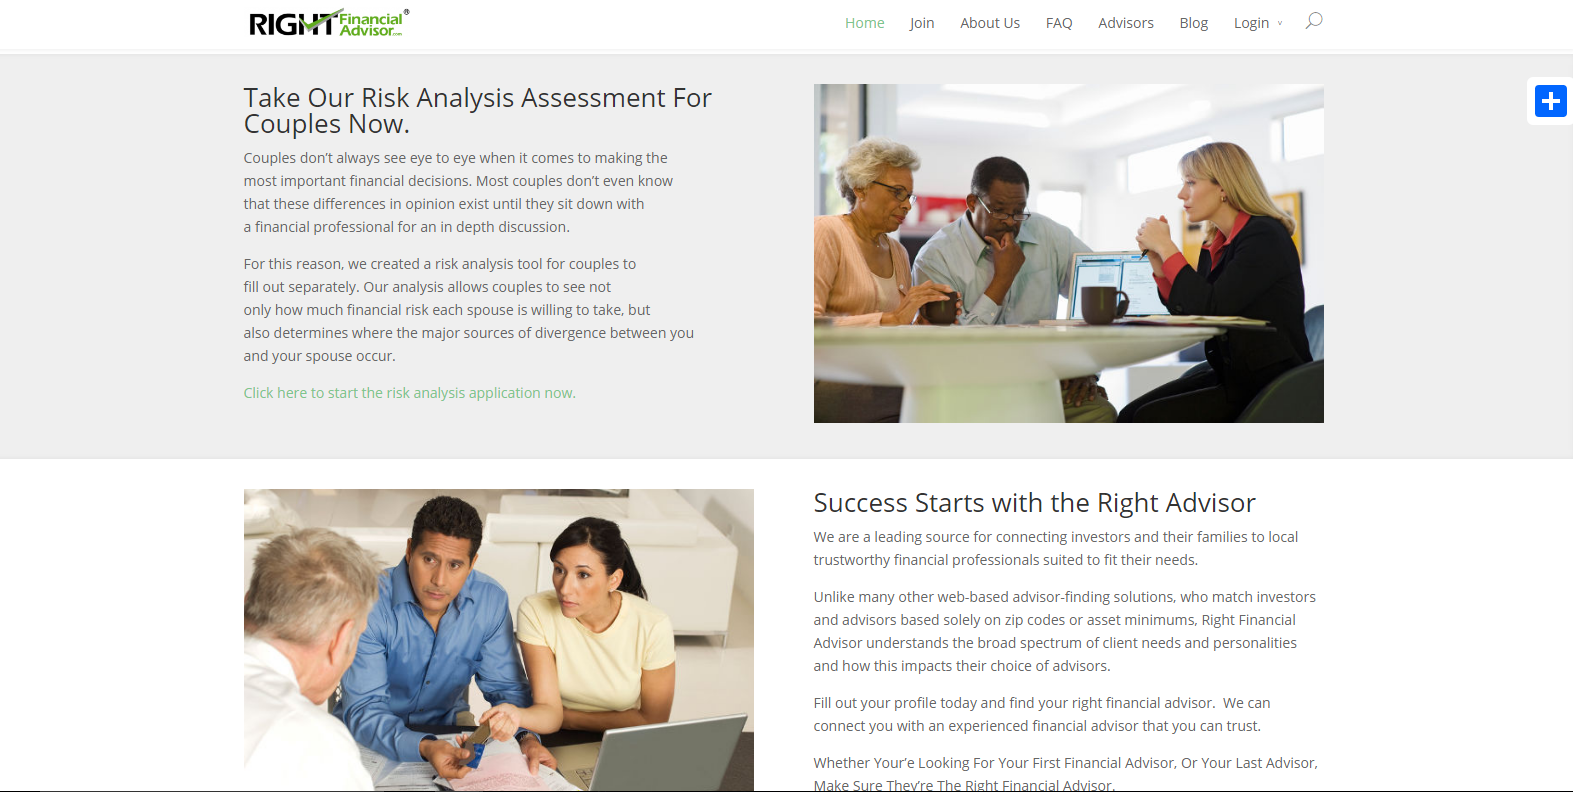 RIGHT Financial Advisor.com®
Home Join About Us FAQ Advisors Blog Login
Take Our Risk Analysis Assessment For
Couples Now.
Couples don’t always see eye to eye when it comes to making the
most important financial decisions. Most couples don’t even know
that these differences in opinion exist until they sit down with
a financial professional for an in depth discussion.
For this reason, we created a risk analysis tool for couples to
fill out separately. Our analysis allows couples to see not
only how much financial risk each spouse is willing to take, but
also determines where the major sources of divergence between you
and your spouse occur.
Click here to start the risk analysis application now.
Success Starts with the Right Advisor
We are a leading source for connecting investors and their families to local
trustworthy financial professionals suited to fit their needs.
Unlike many other web-based advisor-finding solutions, who match investors
and advisors based solely on zip codes or asset minimums, Right Financial
Advisor understands the broad spectrum of client needs and personalities
and how this impacts their choice of advisors.
Fill out your profile today and find your right financial advisor.  We can
connect you with an experienced financial advisor that you can trust.
Whether Your’e Looking For Your First Financial Advisor, Or Your Last Advisor,
Make Sure They’re The Right Financial Advisor.